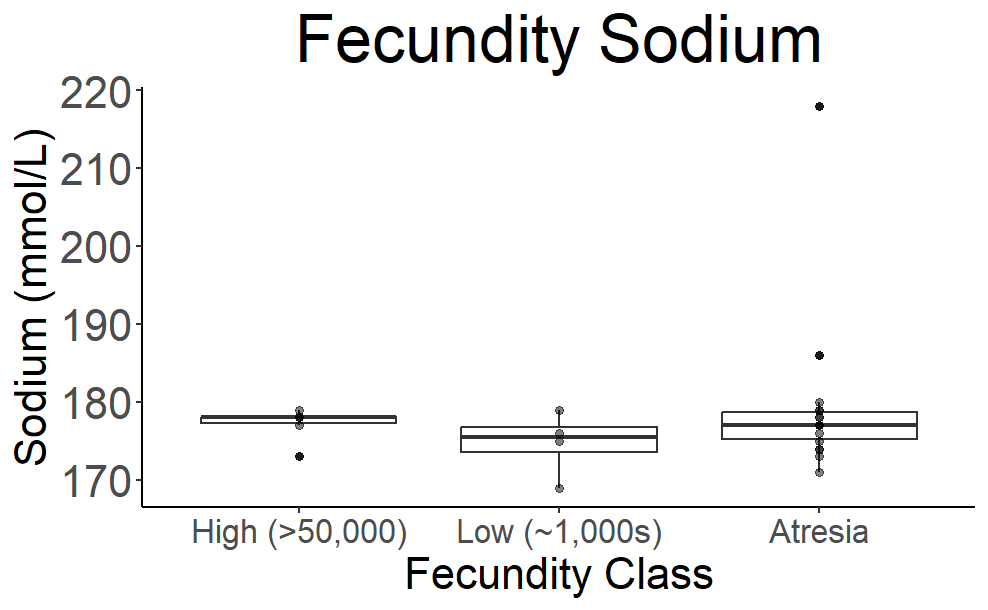 Fecundity Sodium
Sodium (mmol/L)
220
210
200
190
180
170
High (>50,000)
Low (~1,000s)
Atresia
Fecundity Class